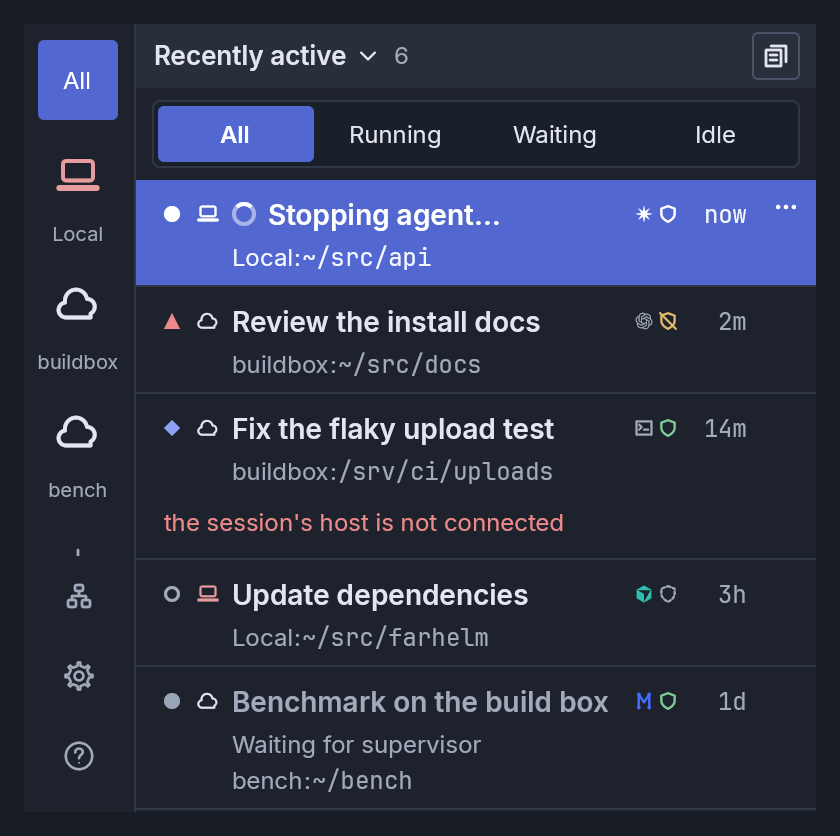 All
Recently active 6
All Running Waiting Idle
Local
buildbox
bench
Stopping agent... now
Local:~/src/api
Review the install docs 2m
buildbox:~/src/docs
Fix the flaky upload test 14m
buildbox:/srv/ci/uploads
the session's host is not connected
Update dependencies 3h
Local:~/src/farhelm
Benchmark on the build box 1d
Waiting for supervisor
bench:~/bench